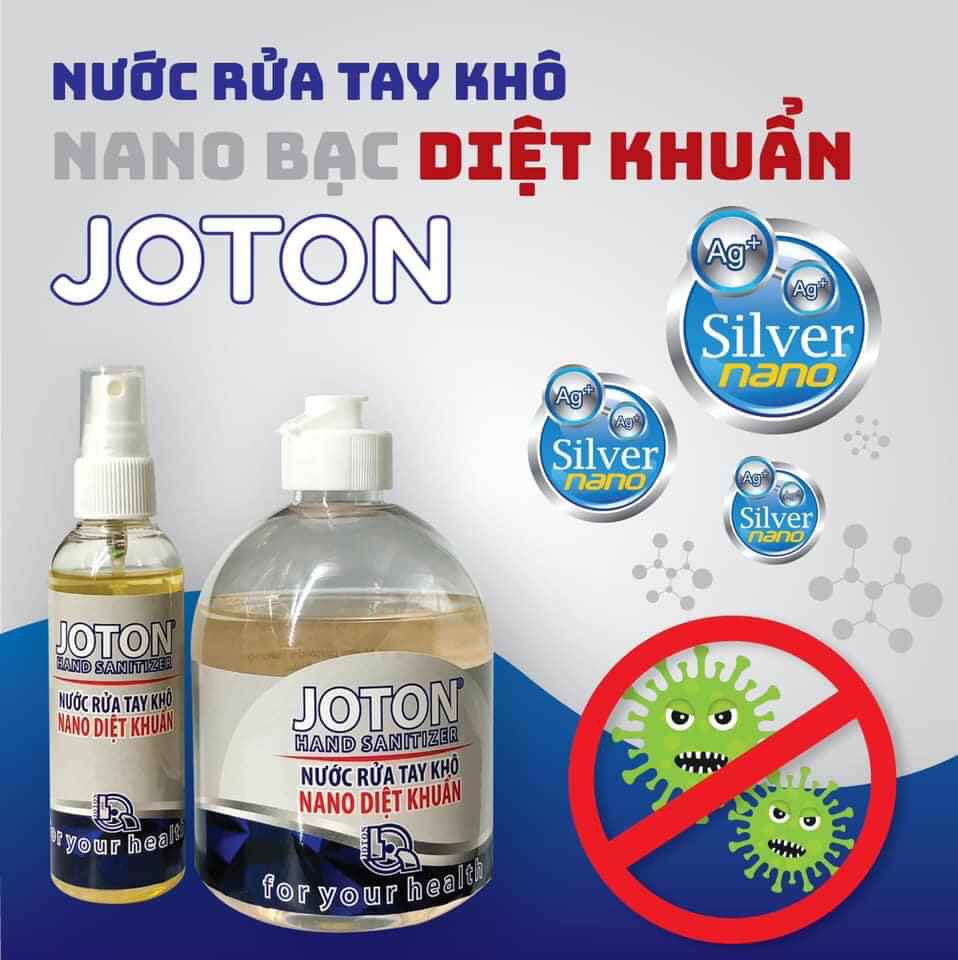 NƯỚC RỬA TAY KHÔ
NANO BẠC DIỆT KHUẨN
JOTON
Ag+
Ag+
Silver
nano
Ag+
Ag+
Silver
nano
Ag+
Ag+
Silver
nano
JOTON®
HAND SANITIZER
NƯỚC RỬA TAY KHÔ
NANO DIỆT KHUẨN
JOTON
for your health
JOTON®
HAND SANITIZER
NƯỚC RỬA TAY KHÔ
NANO DIỆT KHUẨN
JOTON
for your health